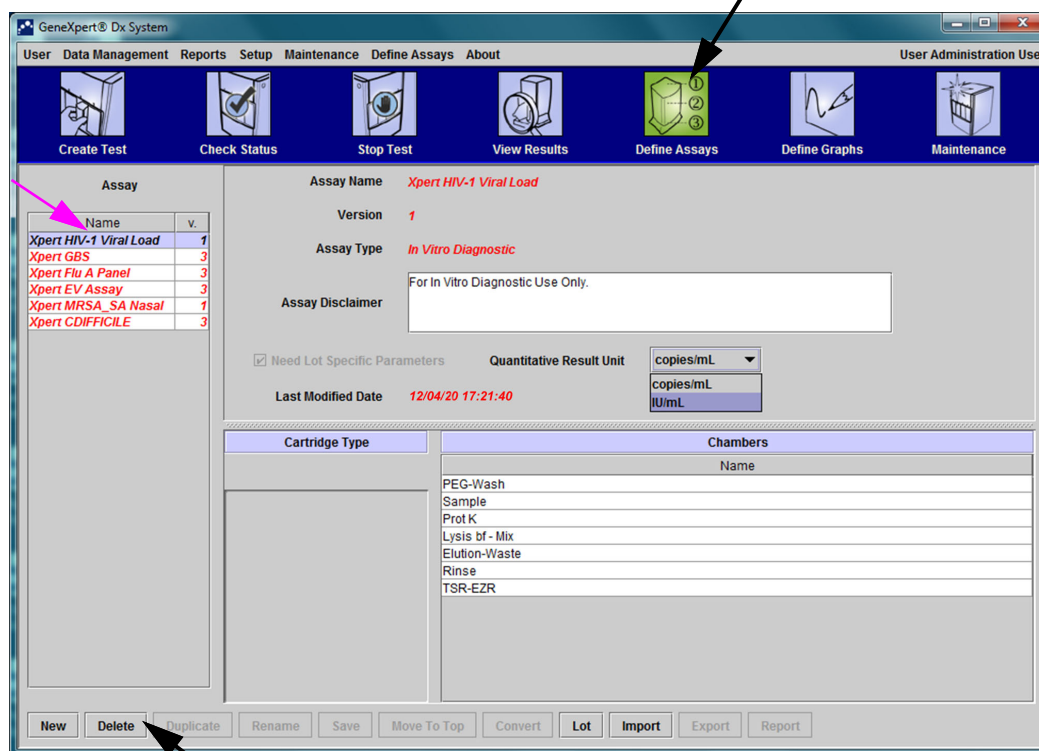 GeneXpert® Dx System
User Data Management Reports Setup Maintenance Define Assays About User Administration Use
① ② ③
Create Test Check Status Stop Test View Results Define Assays Define Graphs Maintenance
Assay
Name v.
Xpert HIV-1 Viral Load 1
Xpert GBS 3
Xpert Flu A Panel 3
Xpert EV Assay 3
Xpert MRSA_SA Nasal 1
Xpert CDIFFICILE 3
Assay Name Xpert HIV-1 Viral Load
Version 1
Assay Type In Vitro Diagnostic
Assay Disclaimer For In Vitro Diagnostic Use Only.
Need Lot Specific Parameters Quantitative Result Unit copies/mL
copies/mL
IU/mL
Last Modified Date 12/04/20 17:21:40
Cartridge Type
Chambers
Name
PEG-Wash
Sample
Prot K
Lysis bf - Mix
Elution-Waste
Rinse
TSR-EZR
New Delete Duplicate Rename Save Move To Top Convert Lot Import Export Report